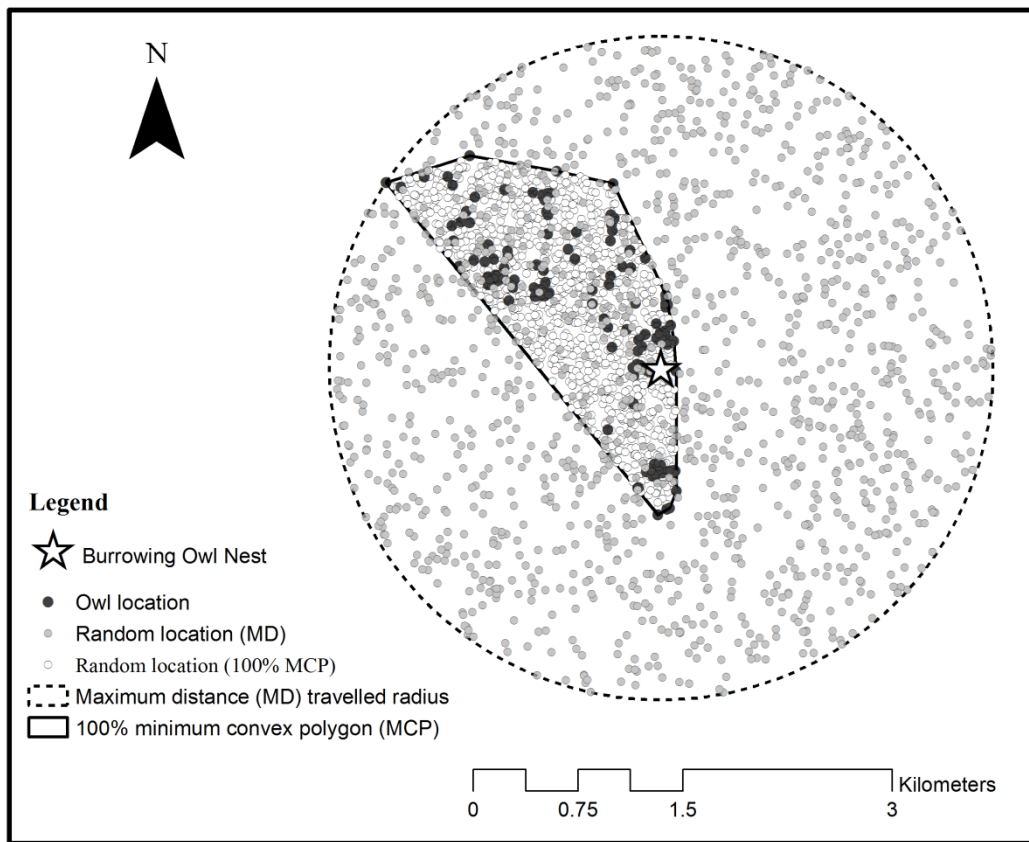 N
Legend
Burrowing Owl Nest
Owl location
Random location (MD)
Random location (100% MCP)
Maximum distance (MD) travelled radius
100% minimum convex polygon (MCP)
Kilometers
0 0.75 1.5 3